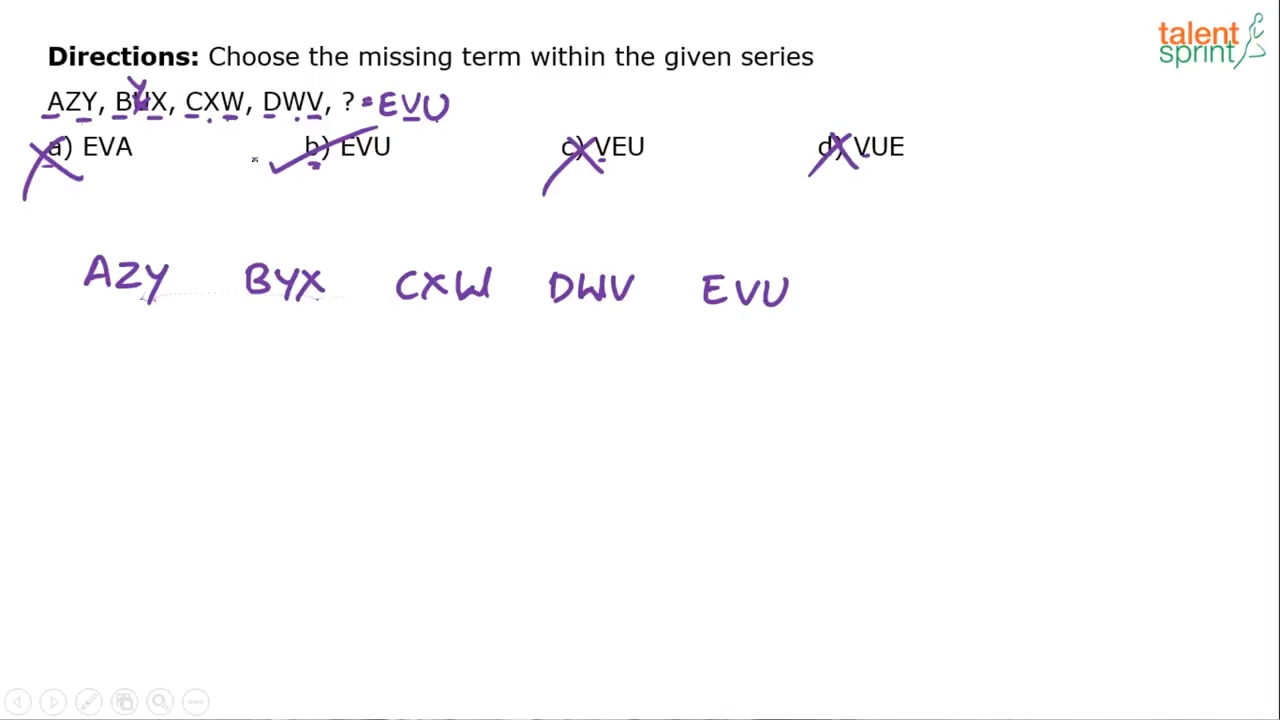 talent
sprint
Directions: Choose the missing term within the given series
AZY, BYX, CXW, DWV, ? = EVU
a) EVA b) EVU c) VEU d) VUE
AZY BYX CXW DWV EVU